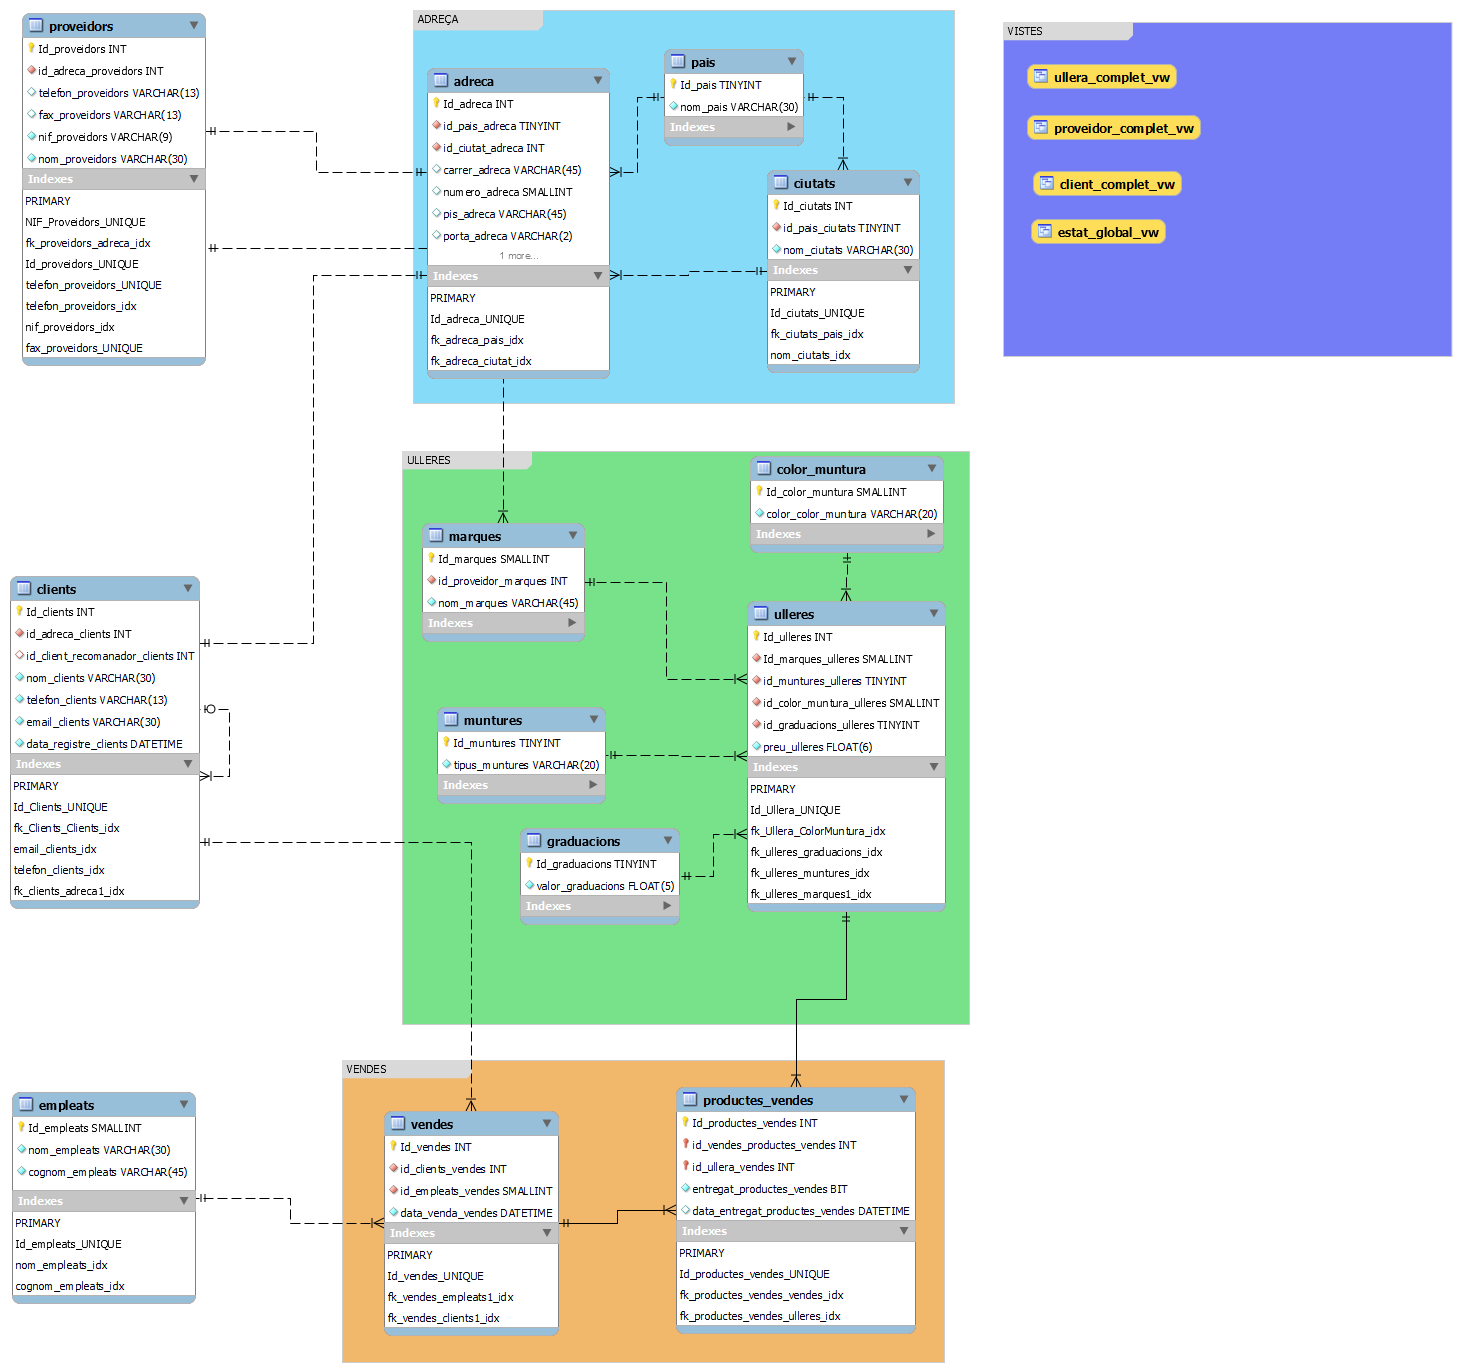 proveidors
Id_proveidors INT
id_adreca_proveidors INT
telefon_proveidors VARCHAR(13)
fax_proveidors VARCHAR(13)
nif_proveidors VARCHAR(9)
nom_proveidors VARCHAR(30)
Indexes
PRIMARY
NIF_Proveidors_UNIQUE
fk_proveidors_adreca_idx
Id_proveidors_UNIQUE
telefon_proveidors_UNIQUE
telefon_proveidors_idx
nif_proveidors_idx
fax_proveidors_UNIQUE
ADREÇA
adreca
Id_adreca INT
id_pais_adreca TINYINT
id_ciutat_adreca INT
carrer_adreca VARCHAR(45)
numero_adreca SMALLINT
pis_adreca VARCHAR(45)
porta_adreca VARCHAR(2)
1 more...
Indexes
PRIMARY
Id_adreca_UNIQUE
fk_adreca_pais_idx
fk_adreca_ciutat_idx
pais
Id_pais TINYINT
nom_pais VARCHAR(30)
Indexes
ciutats
Id_ciutats INT
id_pais_ciutats TINYINT
nom_ciutats VARCHAR(30)
Indexes
PRIMARY
Id_ciutats_UNIQUE
fk_ciutats_pais_idx
nom_ciutats_idx
VISTES
ullera_complet_vw
proveidor_complet_vw
client_complet_vw
estat_global_vw
ULLERES
color_muntura
Id_color_muntura SMALLINT
color_color_muntura VARCHAR(20)
Indexes
marques
Id_marques SMALLINT
id_proveidor_marques INT
nom_marques VARCHAR(45)
Indexes
ulleres
Id_ulleres INT
Id_marques_ulleres SMALLINT
id_muntures_ulleres TINYINT
id_color_muntura_ulleres SMALLINT
id_graduacions_ulleres TINYINT
preu_ulleres FLOAT(6)
Indexes
PRIMARY
Id_Ullera_UNIQUE
fk_Ullera_ColorMuntura_idx
fk_ulleres_graduacions_idx
fk_ulleres_muntures_idx
fk_ulleres_marques1_idx
muntures
Id_muntures TINYINT
tipus_muntures VARCHAR(20)
Indexes
graduacions
Id_graduacions TINYINT
valor_graduacions FLOAT(5)
Indexes
clients
Id_clients INT
id_adreca_clients INT
id_client_recomanador_clients INT
nom_clients VARCHAR(30)
telefon_clients VARCHAR(13)
email_clients VARCHAR(30)
data_registre_clients DATETIME
Indexes
PRIMARY
Id_Clients_UNIQUE
fk_Clients_Clients_idx
email_clients_idx
telefon_clients_idx
fk_clients_adreca1_idx
empleats
Id_empleats SMALLINT
nom_empleats VARCHAR(30)
cognom_empleats VARCHAR(45)
Indexes
PRIMARY
Id_empleats_UNIQUE
nom_empleats_idx
cognom_empleats_idx
VENDES
vendes
Id_vendes INT
id_clients_vendes INT
id_empleats_vendes SMALLINT
data_venda_vendes DATETIME
Indexes
PRIMARY
Id_vendes_UNIQUE
fk_vendes_empleats1_idx
fk_vendes_clients1_idx
productes_vendes
Id_productes_vendes INT
id_vendes_productes_vendes INT
id_ullera_vendes INT
entregat_productes_vendes BIT
data_entregat_productes_vendes DATETIME
Indexes
PRIMARY
Id_productes_vendes_UNIQUE
fk_productes_vendes_vendes_idx
fk_productes_vendes_ulleres_idx